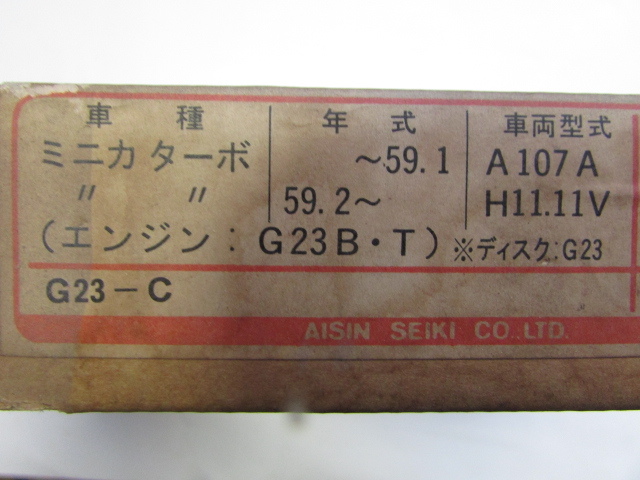 車種 年式 車両型式
ミニカ ターボ ～59.1 A107A
〃 〃 59.2～ H11.11V
(エンジン：G23B・T) ※ディスク:G23
G23－C
AISIN SEIKI CO.,LTD.